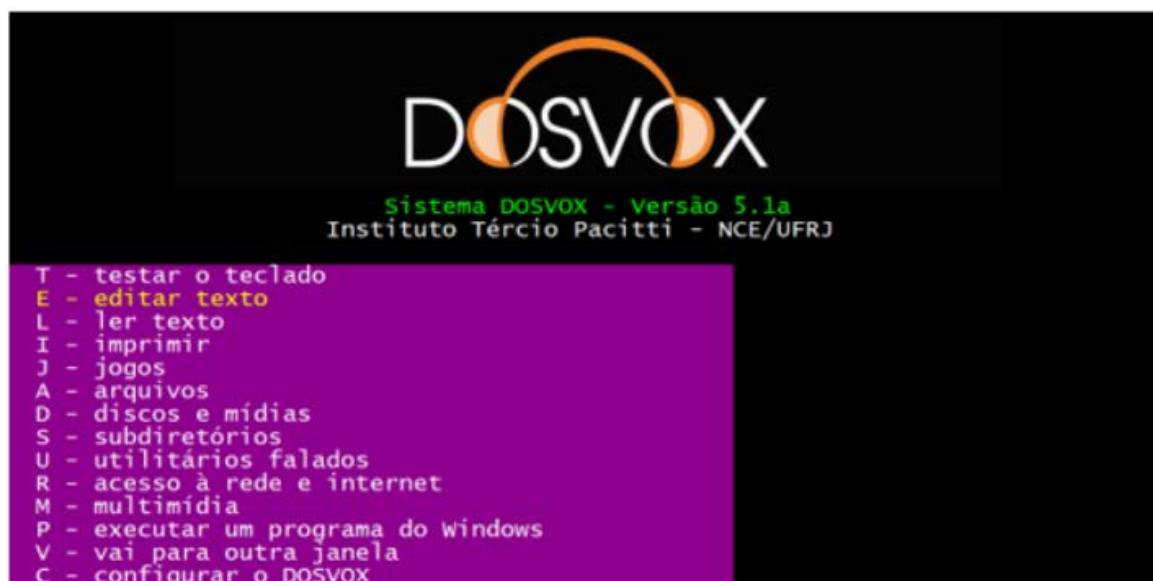 DOSVOX
Sistema DOSVOX - Versão 5.1a
Instituto Tércio Pacitti - NCE/UFRJ
T - testar o teclado
E - editar texto
L - ler texto
I - imprimir
J - jogos
A - arquivos
D - discos e mídias
S - subdiretórios
U - utilitários falados
R - acesso à rede e internet
M - multimídia
P - executar um programa do Windows
V - vai para outra janela
C - configurar o DOSVOX